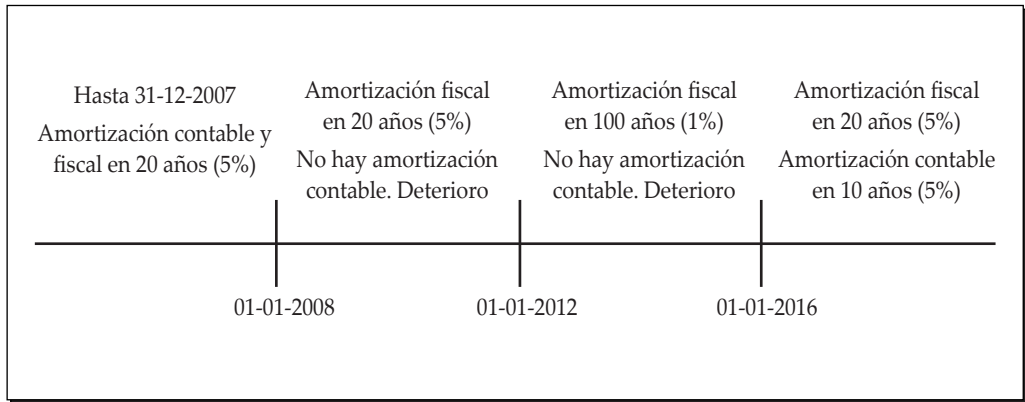 Hasta 31-12-2007
Amortización contable y
fiscal en 20 años (5%)
Amortización fiscal
en 20 años (5%)
No hay amortización
contable. Deterioro
Amortización fiscal
en 100 años (1%)
No hay amortización
contable. Deterioro
Amortización fiscal
en 20 años (5%)
Amortización contable
en 10 años (5%)
01-01-2008
01-01-2012
01-01-2016